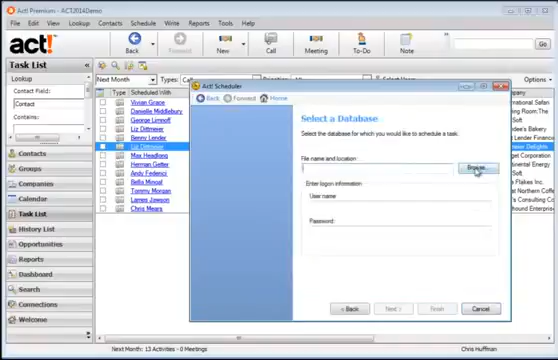 Act! Premium - ACT2014Demo
File Edit View Lookup Contacts Schedule Write Reports Tools Help
act!
Back
Forward
New
Call
Meeting
To-Do
Note
Go
Task List
Next Month
Types:
Priority:
Options
Lookup
Contact Field:
Contact
Contains:
Type Scheduled With
Vivian Grace
Danielle Middlebury
George Limnoff
Liz Dittmeier
Benny Lender
Liz Dittmeier
Max Headlong
Herman Getter
Andy Federici
Bella Mingal
Tommy Morgan
James Jawson
Chris Mears
Contacts
Groups
Companies
Calendar
Task List
History List
Opportunities
Reports
Dashboard
Search
Connections
Welcome
Act! Scheduler
Back Forward Home
Select a Database
Select the database for which you would like to schedule a task.
File name and location:
Browse...
Enter logon information
User name
Password:
< Back
Next >
Finish
Cancel
Next Month: 13 Activities - 0 Meetings
Chris Huffman